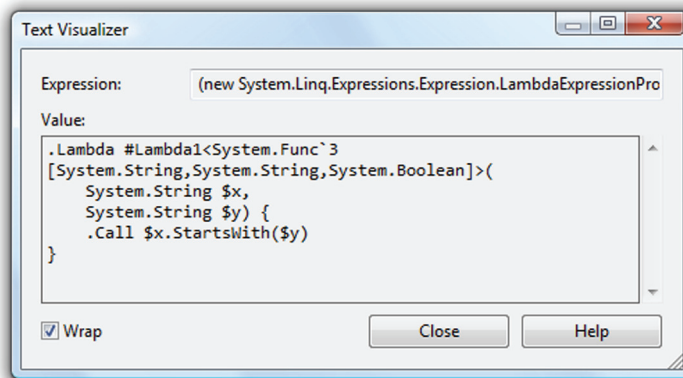 Text Visualizer
Expression:
(new System.Linq.Expressions.Expression.LambdaExpressionPro
Value:
.Lambda #Lambda1<System.Func`3
[System.String,System.String,System.Boolean]>(
    System.String $x,
    System.String $y) {
    .Call $x.StartsWith($y)
}
Wrap
Close
Help